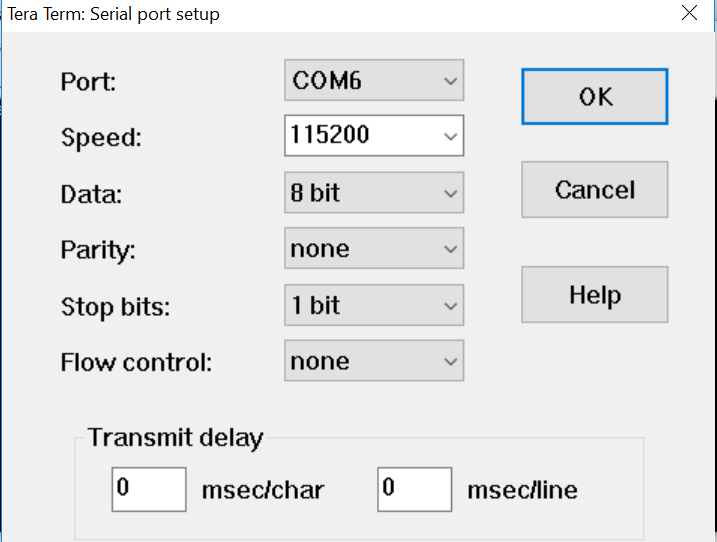 Tera Term: Serial port setup
Port: COM6 OK
Speed: 115200
Data: 8 bit Cancel
Parity: none
Stop bits: 1 bit Help
Flow control: none
Transmit delay
0 msec/char 0 msec/line